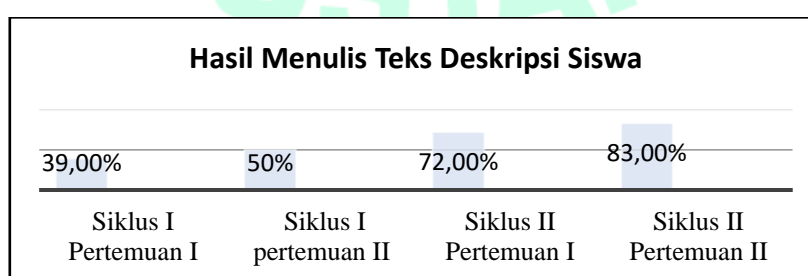 Hasil Menulis Teks Deskripsi Siswa
39,00%
50%
72,00%
83,00%
Siklus I
Pertemuan I
Siklus I
pertemuan II
Siklus II
Pertemuan I
Siklus II
Pertemuan II